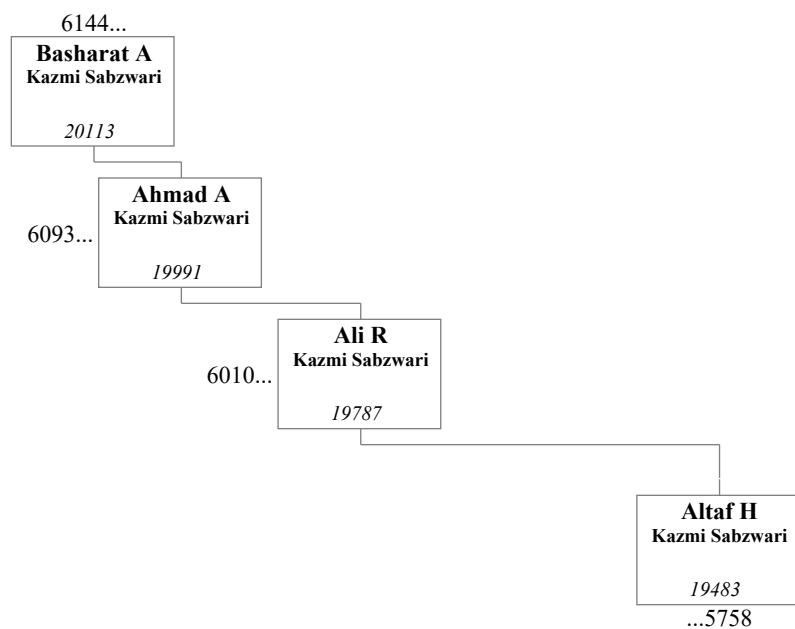 6144...
Basharat A
Kazmi Sabzwari
20113
Ahmad A
Kazmi Sabzwari
6093...
19991
Ali R
Kazmi Sabzwari
6010...
19787
Altaf H
Kazmi Sabzwari
19483
...5758